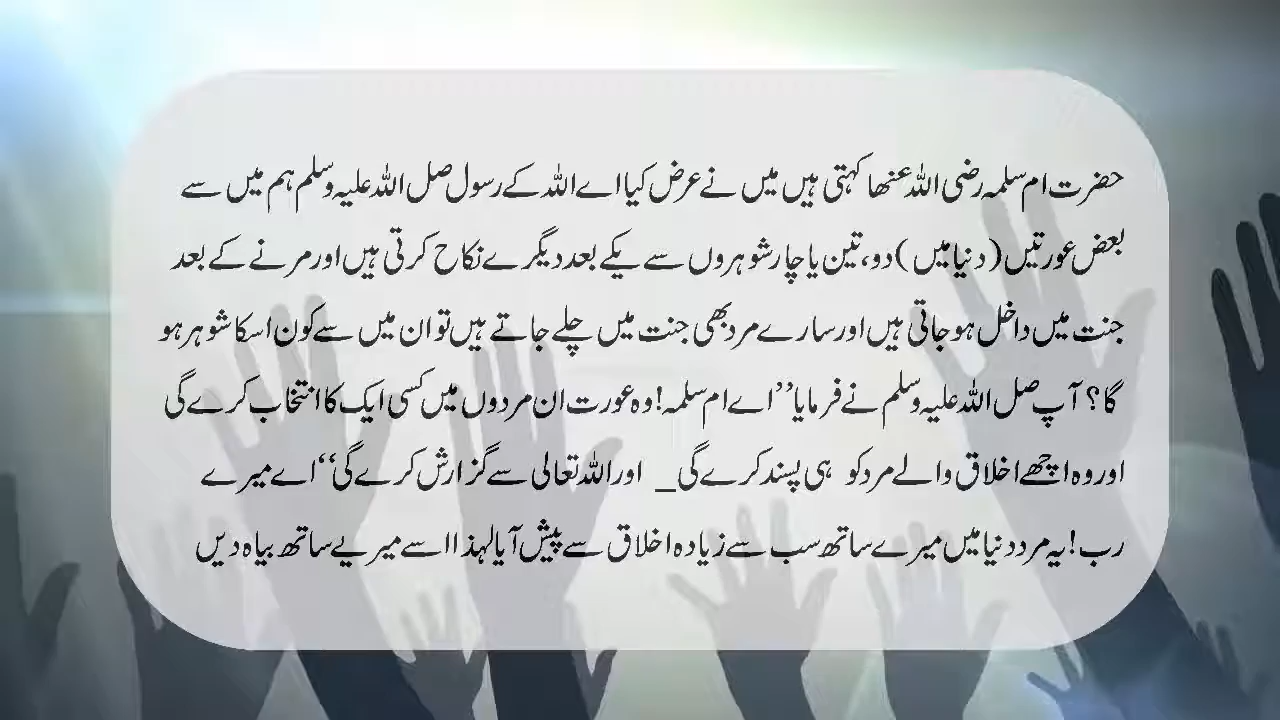 حضرت ام سلمہ رضی اللہ عنھا کہتی ہیں میں نے عرض کیا اے اللہ کے رسول صل اللہ علیہ وسلم ہم میں سے
بعض عورتیں (دنیا میں) دو، تین یا چار شوہروں سے یکے بعد دیگرے نکاح کرتی ہیں اور مرنے کے بعد
جنت میں داخل ہو جاتی ہیں اور سارے مرد بھی جنت میں چلے جاتے ہیں تو ان میں سے کون اسکا شوہر ہو
گا؟ آپ صل اللہ علیہ وسلم نے فرمایا ”اے ام سلمہ! وہ عورت ان مردوں میں کسی ایک کا انتخاب کرے گی
اور وہ اچھے اخلاق والے مرد کو ہی پسند کرے گی_ اور اللہ تعالی سے گزارش کرے گی“ اے میرے
رب! یہ مرد دنیا میں میرے ساتھ سب سے زیادہ اخلاق سے پیش آیا لہذا اسے میرے ساتھ بیاہ دیں